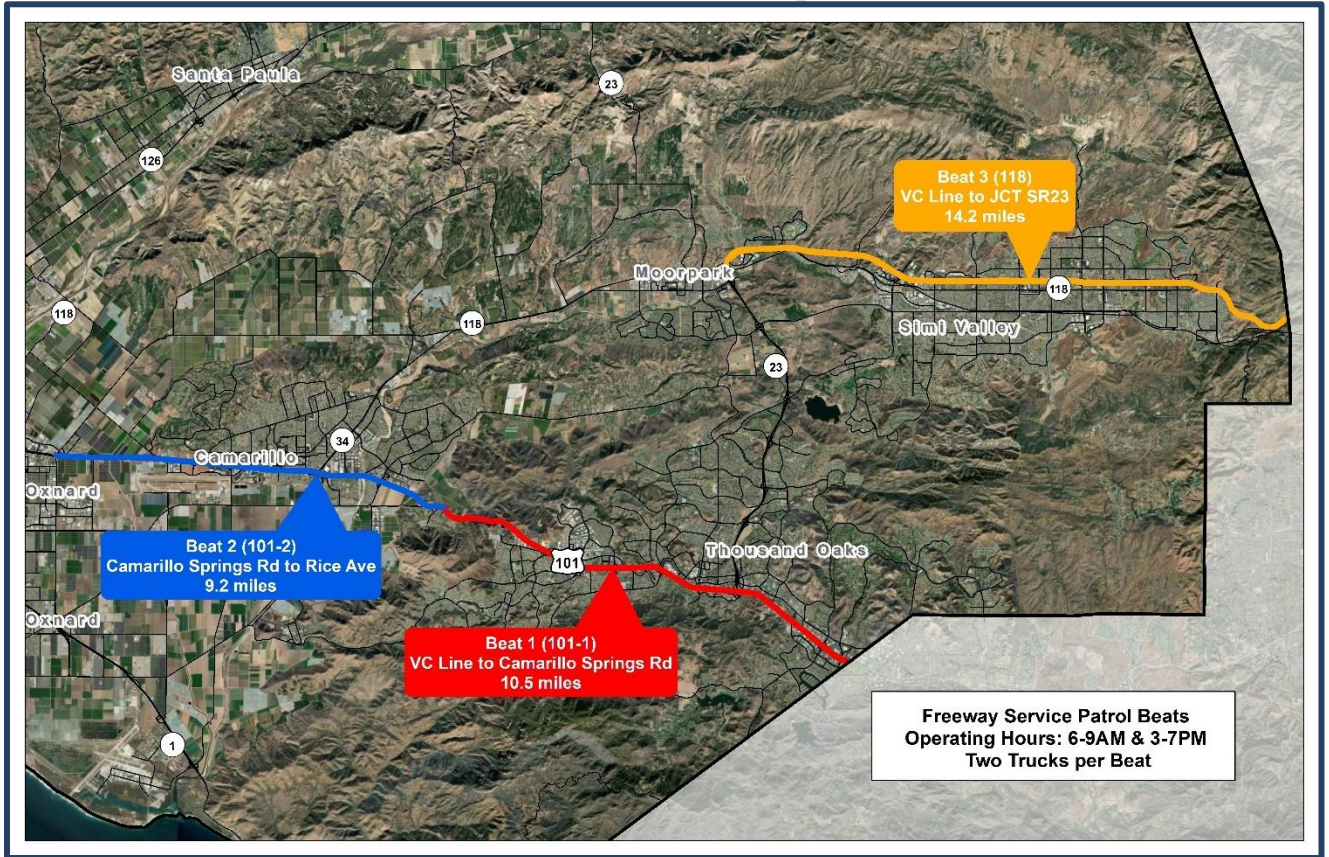 Santa Paula
23
126
Beat 3 (118)
VC Line to JCT SR23
14.2 miles
Moorpark
118
118
118
Simi Valley
23
34
Camarillo
Oxnard
Beat 2 (101-2)
Camarillo Springs Rd to Rice Ave
9.2 miles
101
Thousand Oaks
Oxnard
Beat 1 (101-1)
VC Line to Camarillo Springs Rd
10.5 miles
Freeway Service Patrol Beats
Operating Hours: 6-9AM & 3-7PM
Two Trucks per Beat
1